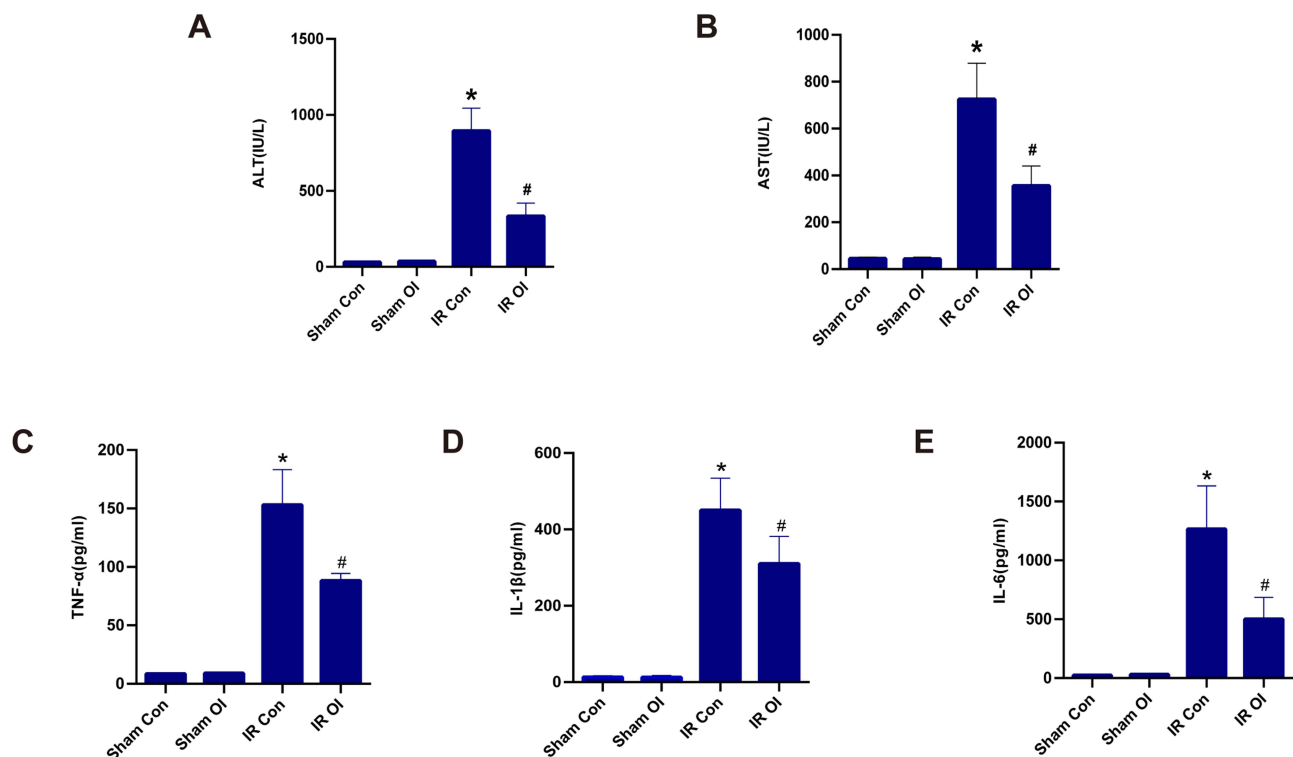 A
ALT(IU/L)
1500
1000
500
0
*
#
Sham Con
Sham OI
IR Con
IR OI
B
AST(IU/L)
1000
800
600
400
200
0
*
#
Sham Con
Sham OI
IR Con
IR OI
C
TNF-α(pg/ml)
200
150
100
50
0
*
#
Sham Con
Sham OI
IR Con
IR OI
D
IL-1β(pg/ml)
600
400
200
0
*
#
Sham Con
Sham OI
IR Con
IR OI
E
IL-6(pg/ml)
2000
1500
1000
500
0
*
#
Sham Con
Sham OI
IR Con
IR OI